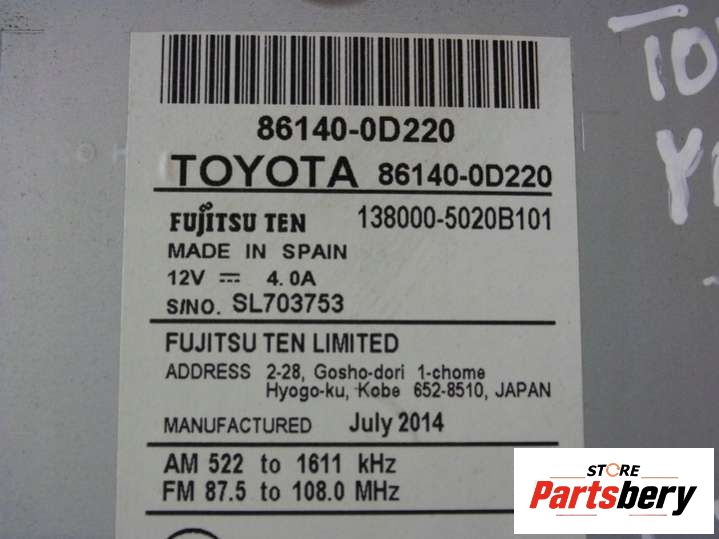 86140-0D220
TOYOTA 86140-0D220
FUJITSU TEN 138000-5020B101
MADE IN SPAIN
12V ⎓ 4.0A
S/NO. SL703753
FUJITSU TEN LIMITED
ADDRESS 2-28, Gosho-dori 1-chome
Hyogo-ku, Kobe 652-8510, JAPAN
MANUFACTURED July 2014
AM 522 to 1611 kHz
FM 87.5 to 108.0 MHz
STORE
Partsbery